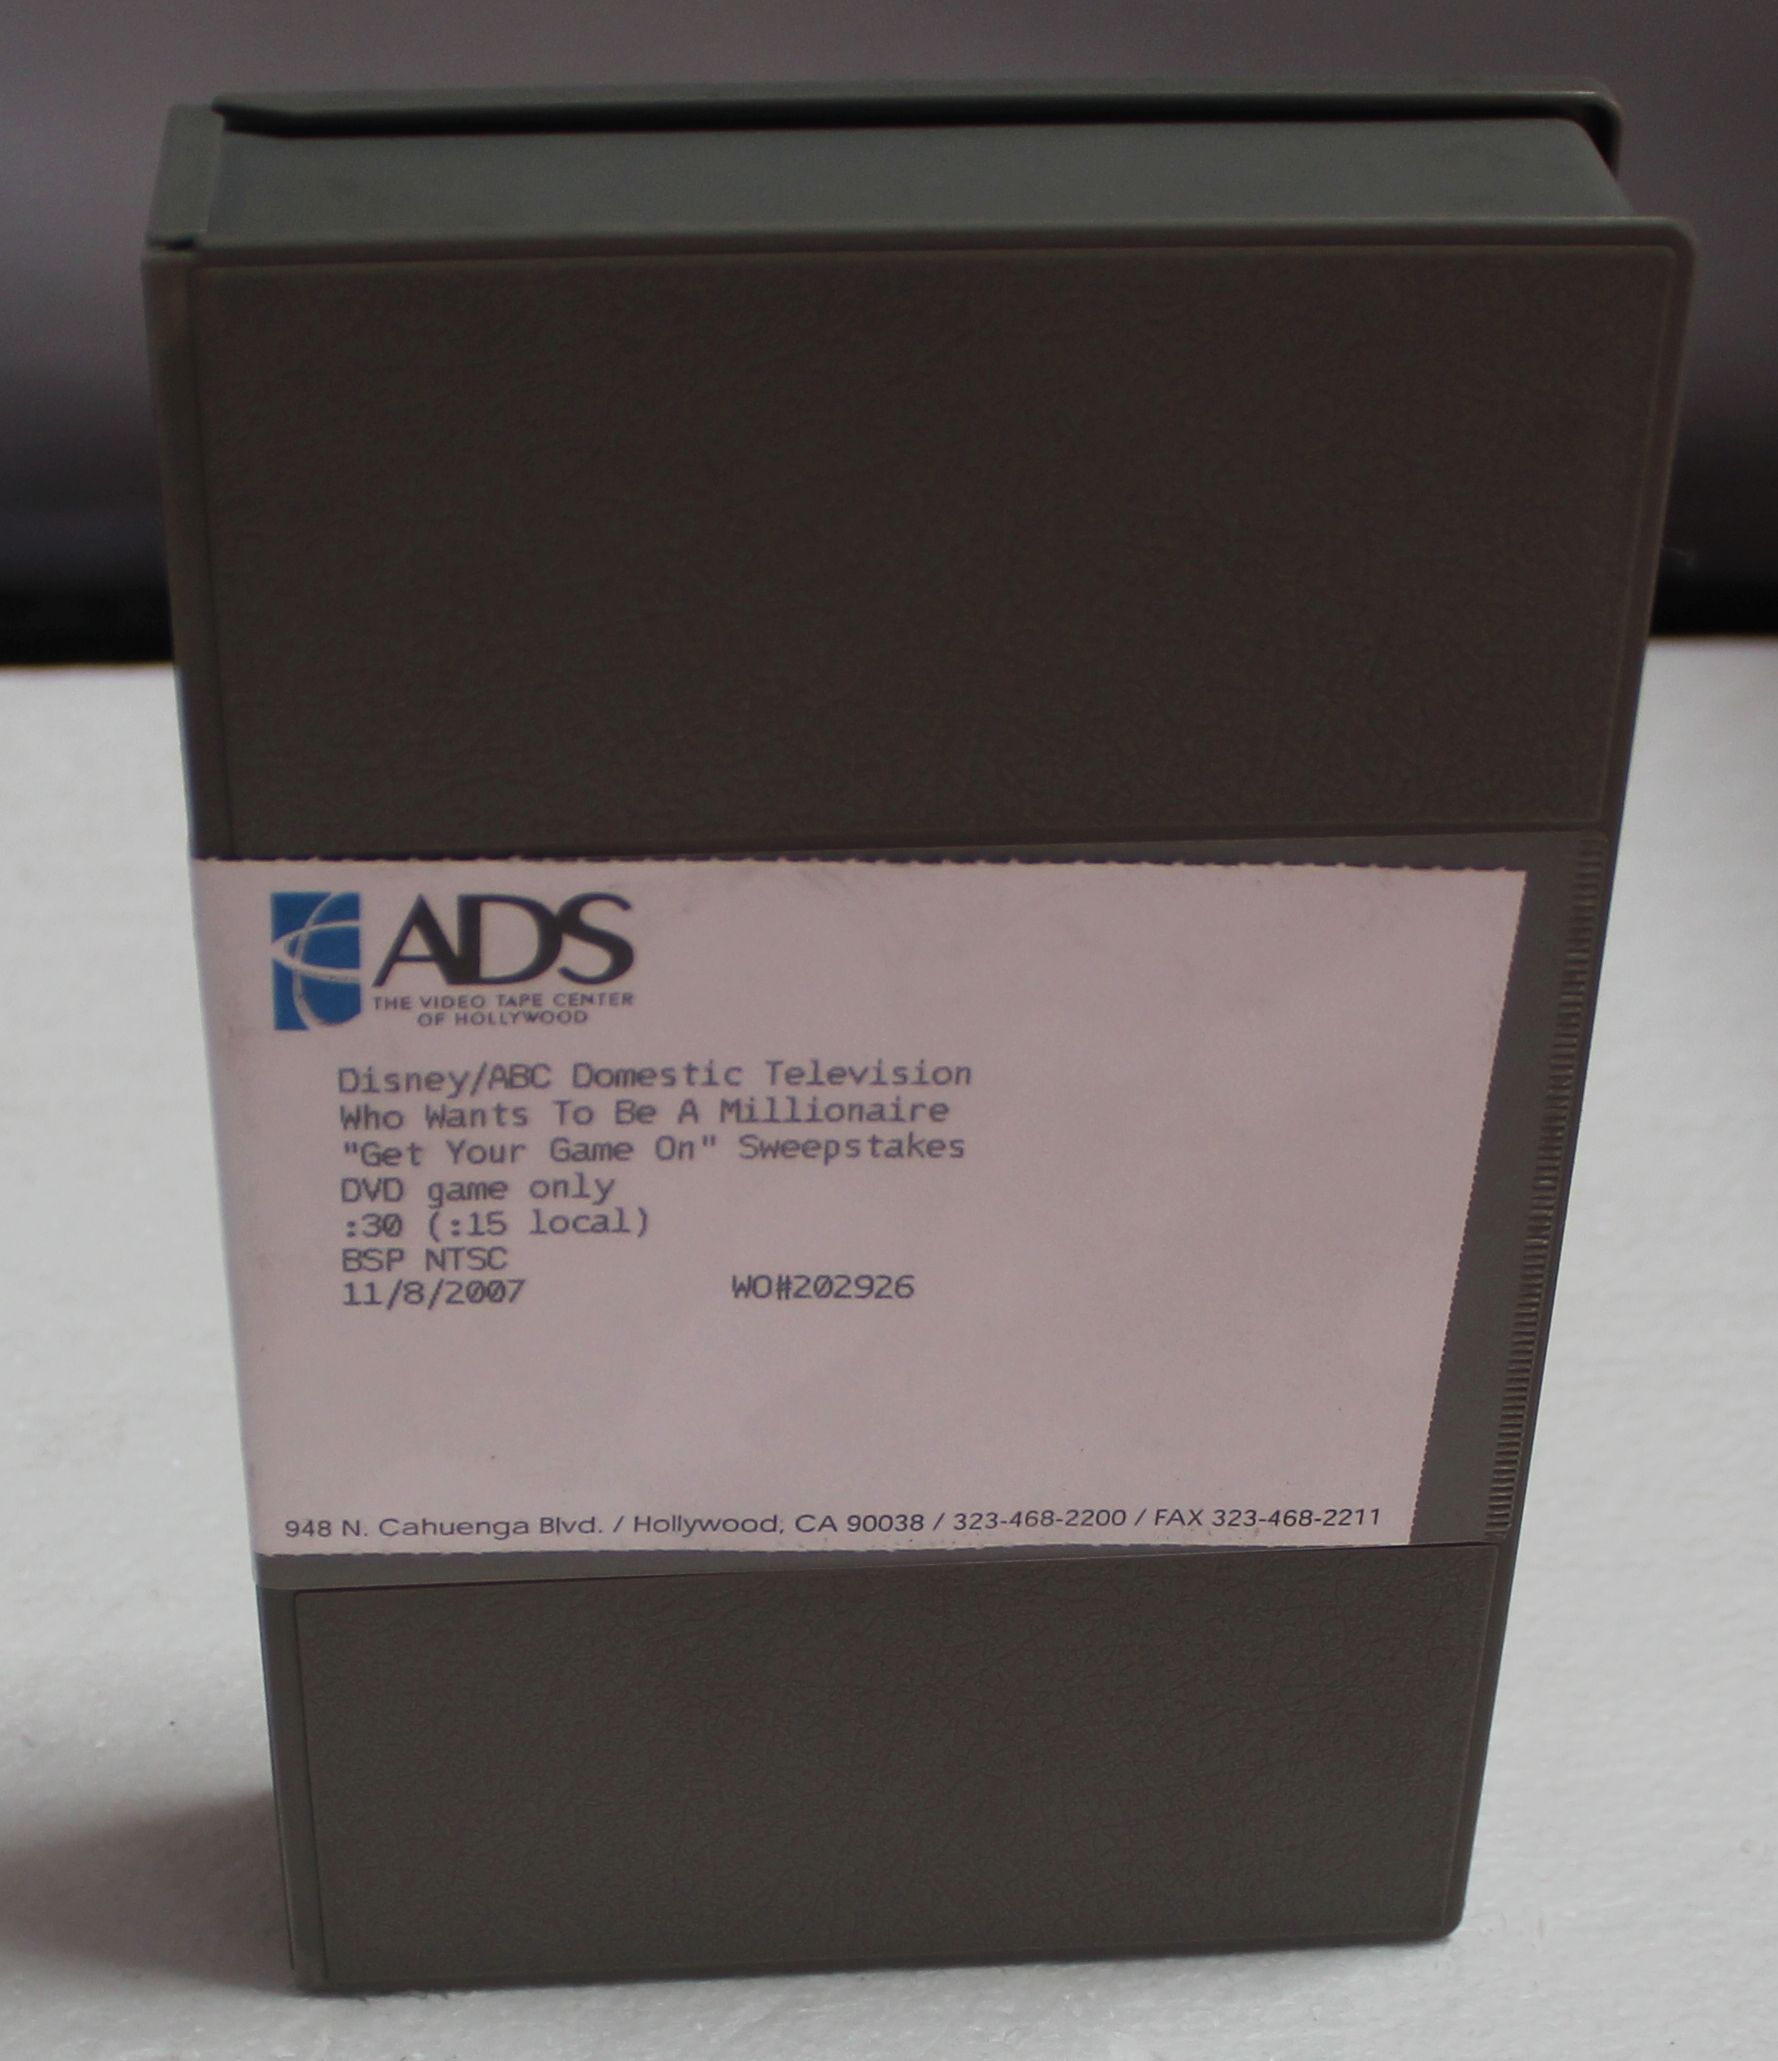 ADS
THE VIDEO TAPE CENTER
OF HOLLYWOOD
Disney/ABC Domestic Television
Who Wants To Be A Millionaire
"Get Your Game On" Sweepstakes
DVD game only
:30 (:15 local)
BSP NTSC
11/8/2007 WO#202926
948 N. Cahuenga Blvd. / Hollywood, CA 90038 / 323-468-2200 / FAX 323-468-2211